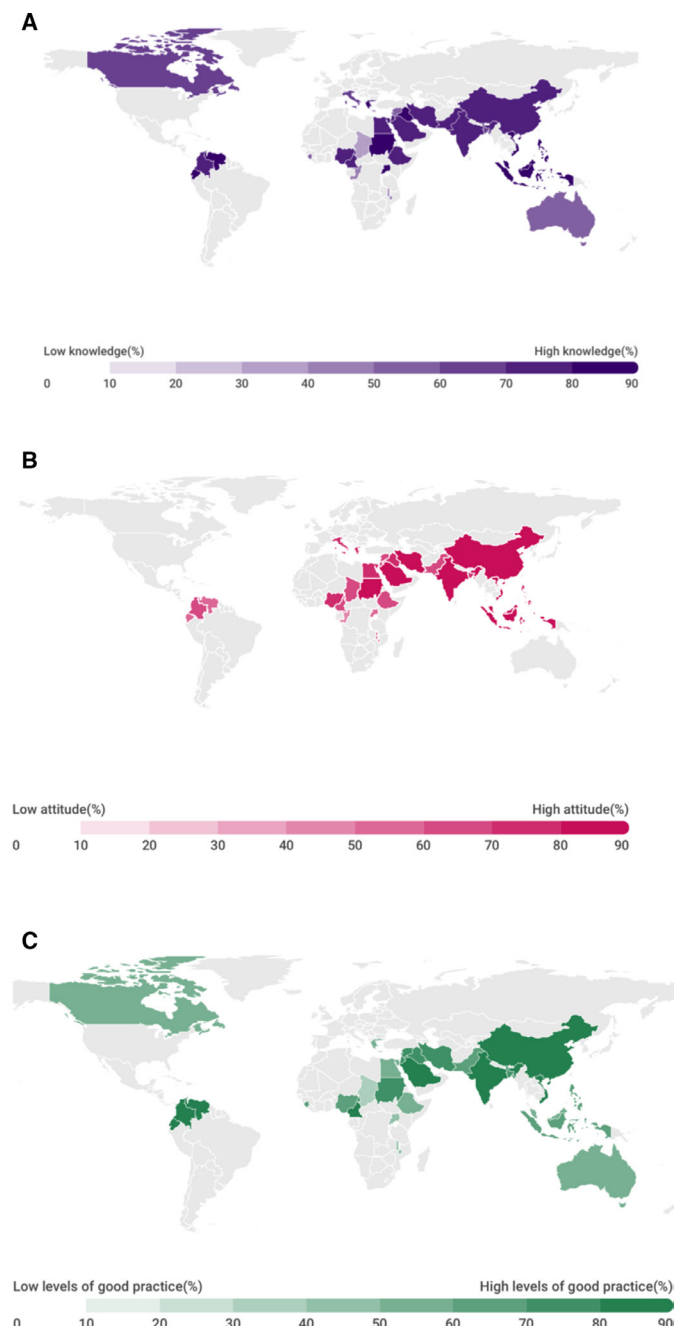 A
Low knowledge(%) High knowledge(%)
0 10 20 30 40 50 60 70 80 90
B
Low attitude(%) High attitude(%)
0 10 20 30 40 50 60 70 80 90
C
Low levels of good practice(%) High levels of good practice(%)
0 10 20 30 40 50 60 70 80 90